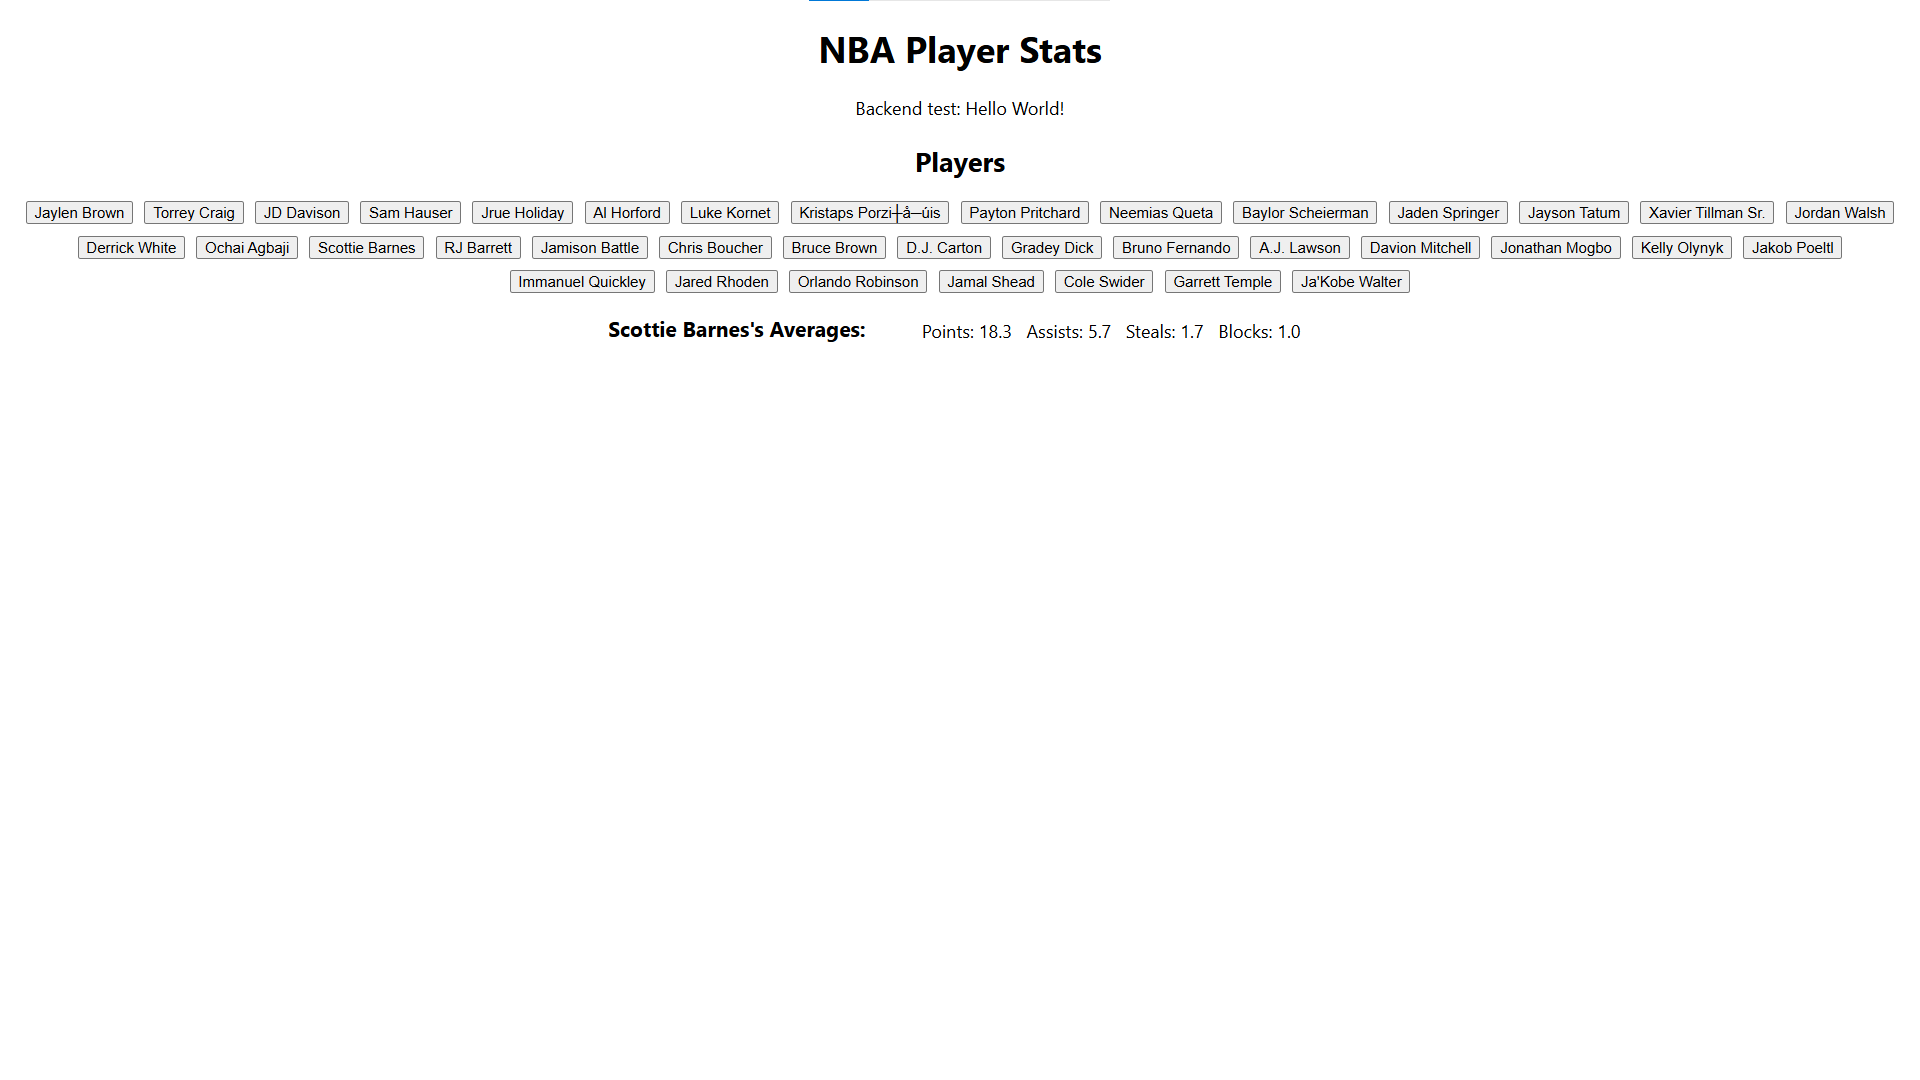 NBA Player Stats
Backend test: Hello World!
Players
Jaylen Brown Torrey Craig JD Davison Sam Hauser Jrue Holiday Al Horford Luke Kornet Kristaps Porzi┼å─úis Payton Pritchard Neemias Queta Baylor Scheierman Jaden Springer Jayson Tatum Xavier Tillman Sr. Jordan Walsh
Derrick White Ochai Agbaji Scottie Barnes RJ Barrett Jamison Battle Chris Boucher Bruce Brown D.J. Carton Gradey Dick Bruno Fernando A.J. Lawson Davion Mitchell Jonathan Mogbo Kelly Olynyk Jakob Poeltl
Immanuel Quickley Jared Rhoden Orlando Robinson Jamal Shead Cole Swider Garrett Temple Ja'Kobe Walter
Scottie Barnes's Averages: Points: 18.3 Assists: 5.7 Steals: 1.7 Blocks: 1.0